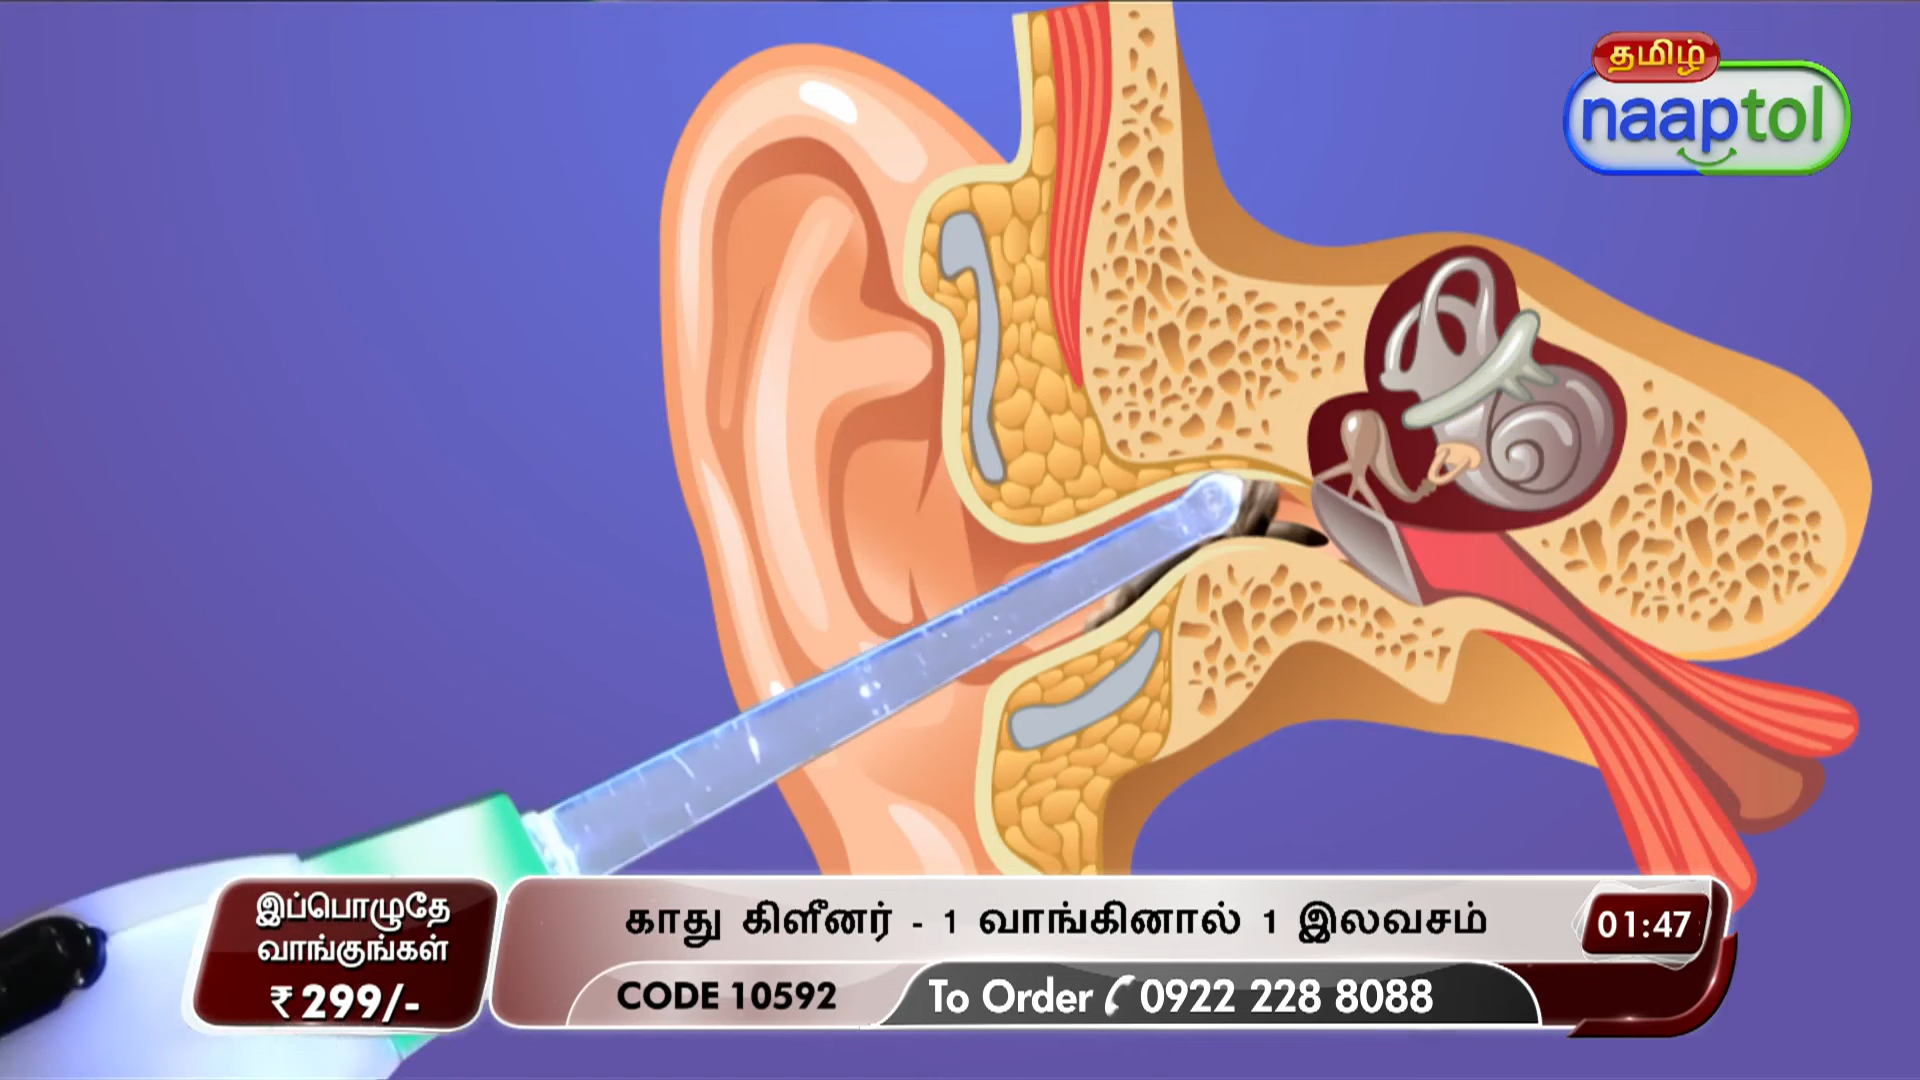 தமிழ்
naaptol
இப்பொழுதே
வாங்குங்கள்
₹ 299/-
காது கிளீனர் - 1 வாங்கினால் 1 இலவசம்
01:47
CODE 10592
To Order 0922 228 8088